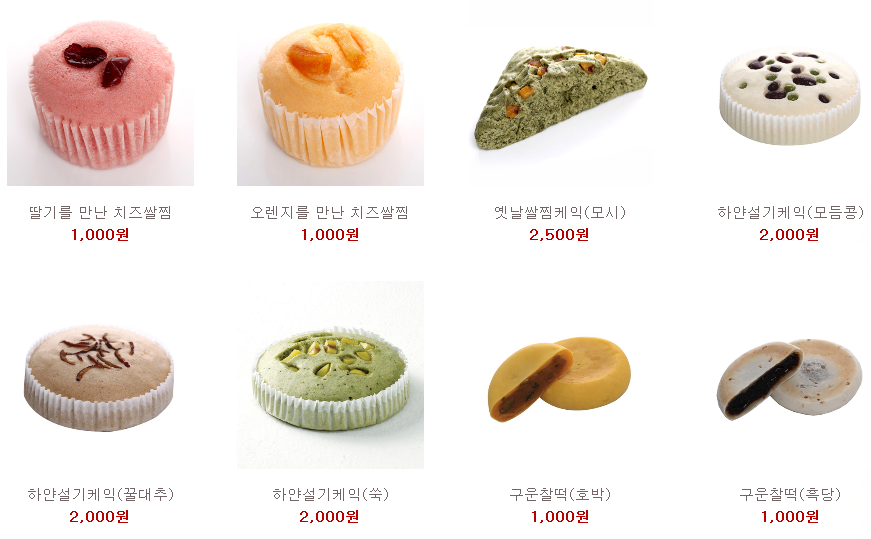 딸기를 만난 치즈쌀찜
1,000원
오렌지를 만난 치즈쌀찜
1,000원
옛날쌀찜케익(모시)
2,500원
하얀설기케익(모듬콩)
2,000원
하얀설기케익(꿀대추)
2,000원
하얀설기케익(쑥)
2,000원
구운찰떡(호박)
1,000원
구운찰떡(흑당)
1,000원